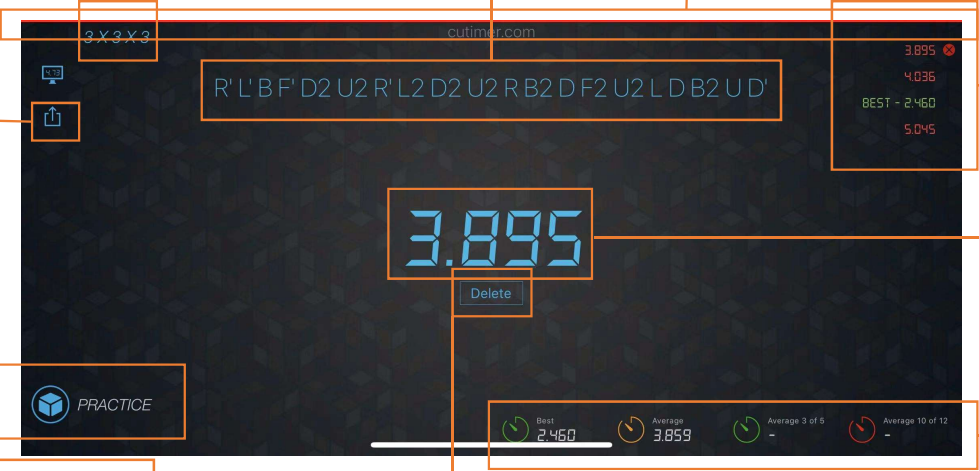 3 X 3 X 3
cutimer.com
4.73
R' L' B F' D2 U2 R' L2 D2 U2 R B2 D F2 U2 L D B2 U D'
3.895
4.036
BEST - 2.460
5.045
3.895
Delete
PRACTICE
Best
2.460
Average
3.859
Average 3 of 5
-
Average 10 of 12
-